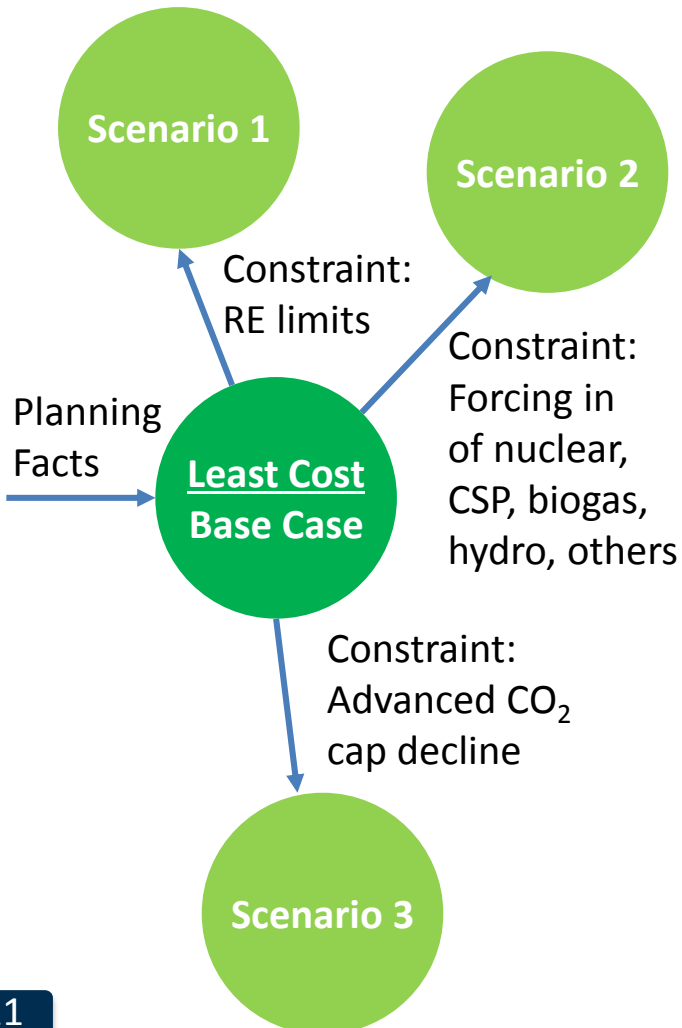 Scenario 1
Scenario 2
Constraint:
RE limits
Constraint:
Forcing in
of nuclear,
CSP, biogas,
hydro, others
Planning
Facts
Least Cost
Base Case
Constraint:
Advanced CO₂
cap decline
Scenario 3